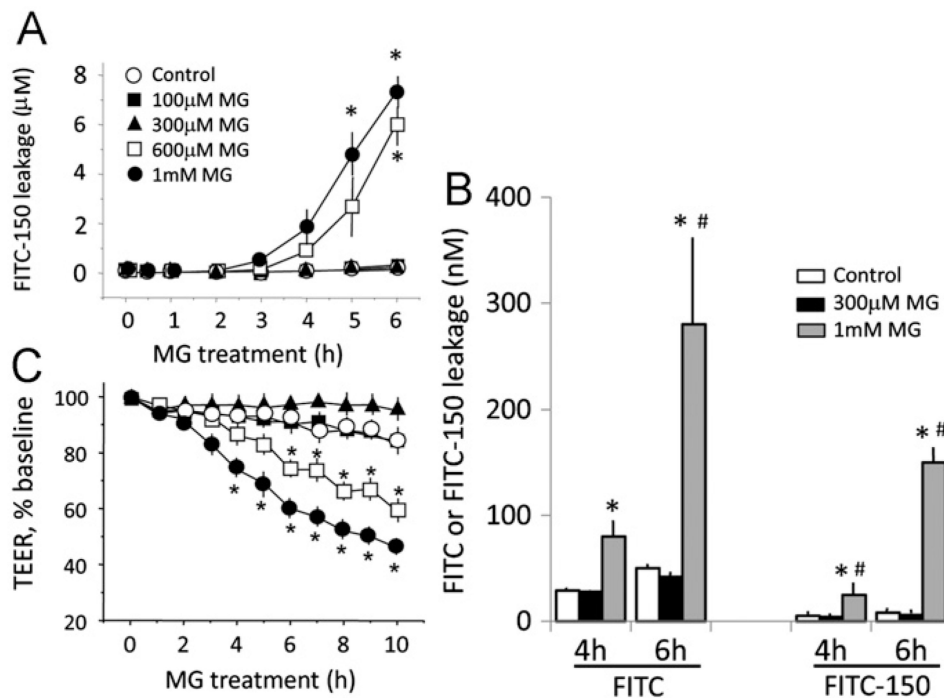 A
FITC-150 leakage (μM)
8
6
4
2
0
Control
100μM MG
300μM MG
600μM MG
1mM MG
*
*
*
0 1 2 3 4 5 6
MG treatment (h)
B
FITC or FITC-150 leakage (nM)
400
300
200
100
0
Control
300μM MG
1mM MG
*
* #
* #
* #
4h 6h 4h 6h
FITC FITC-150
C
TEER, % baseline
100
80
60
40
20
* * * * *
* * * * * * *
0 2 4 6 8 10
MG treatment (h)